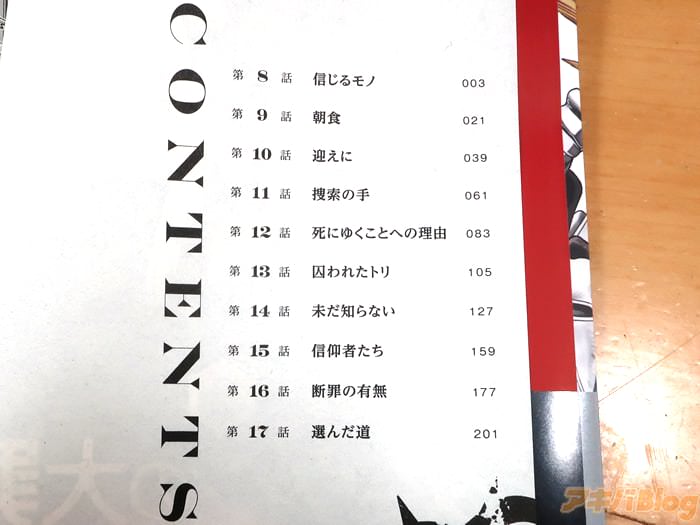 CONTENTS
第 8 話 信じるモノ 003
第 9 話 朝食 021
第 10 話 迎えに 039
第 11 話 捜索の手 061
第 12 話 死にゆくことへの理由 083
第 13 話 囚われたトリ 105
第 14 話 未だ知らない 127
第 15 話 信仰者たち 159
第 16 話 断罪の有無 177
第 17 話 選んだ道 201
アキバBlog